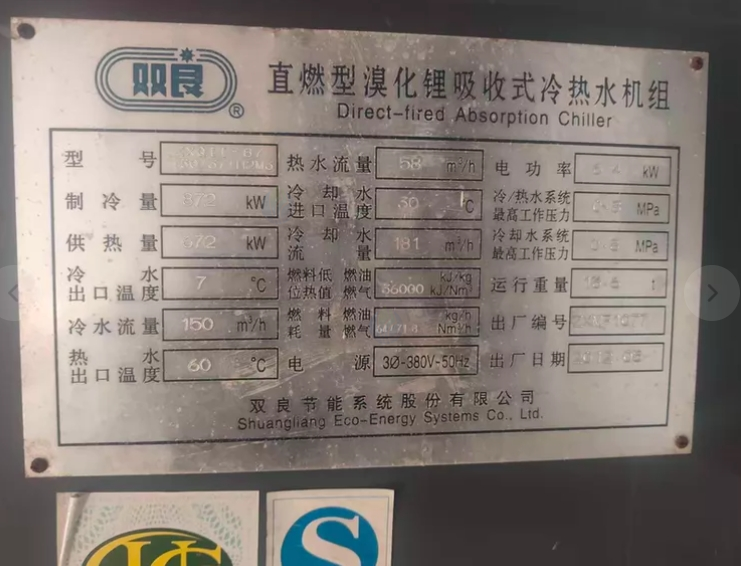 双良®
直燃型溴化锂吸收式冷热水机组
Direct-fired Absorption Chiller
型号 热水流量 58 m³/h 电功率 kW
制冷量 872 kW 冷却水进口温度 30 °C 冷/热水系统最高工作压力 MPa
供热量 672 kW 冷却水流量 181 m³/h 冷却水系统最高工作压力 MPa
冷水出口温度 7 °C 燃料低位热值 燃油 燃气 kJ/kg kJ/Nm³ 运行重量 t
冷水流量 150 m³/h 燃料耗量 燃油 燃气 kg/h Nm³/h 出厂编号
热水出口温度 60 °C 电源 3Ø-380V-50Hz 出厂日期
双良节能系统股份有限公司
Shuangliang Eco-Energy Systems Co., Ltd.